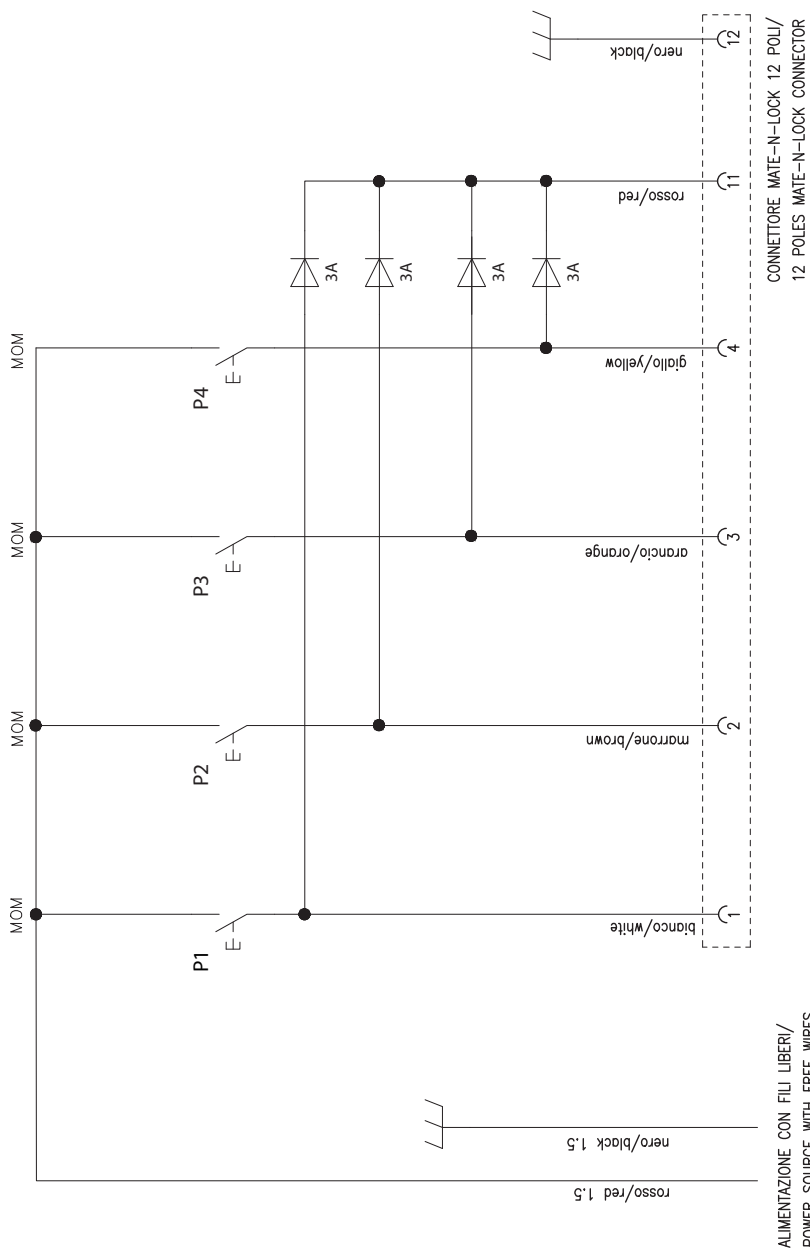 MOM
MOM
MOM
MOM
P1
P2
P3
P4
3A
3A
3A
3A
rosso/red 1.5
nero/black 1.5
bianco/white
marrone/brown
arancio/orange
giallo/yellow
rosso/red
nero/black
1
2
3
4
11
12
ALIMENTAZIONE CON FILI LIBERI/
POWER SOURCE WITH FREE WIRES
CONNETTORE MATE-N-LOCK 12 POLI/
12 POLES MATE-N-LOCK CONNECTOR